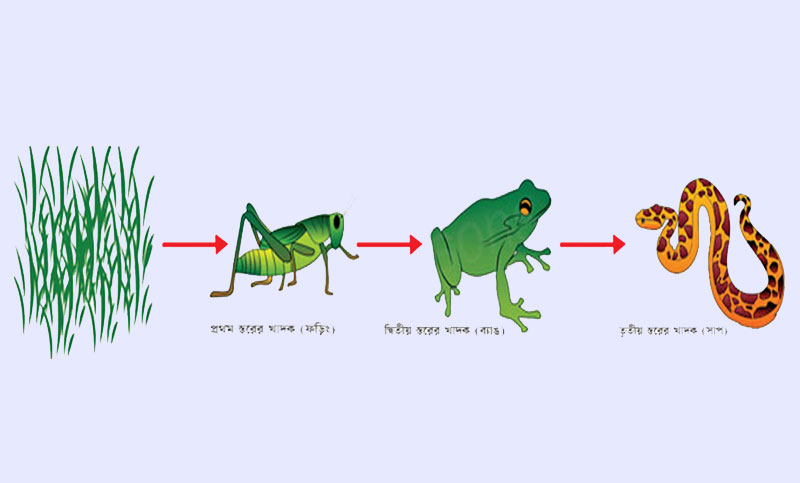 প্রথম স্তরের খাদক (ফড়িং)
দ্বিতীয় স্তরের খাদক (ব্যাঙ)
তৃতীয় স্তরের খাদক (সাপ)